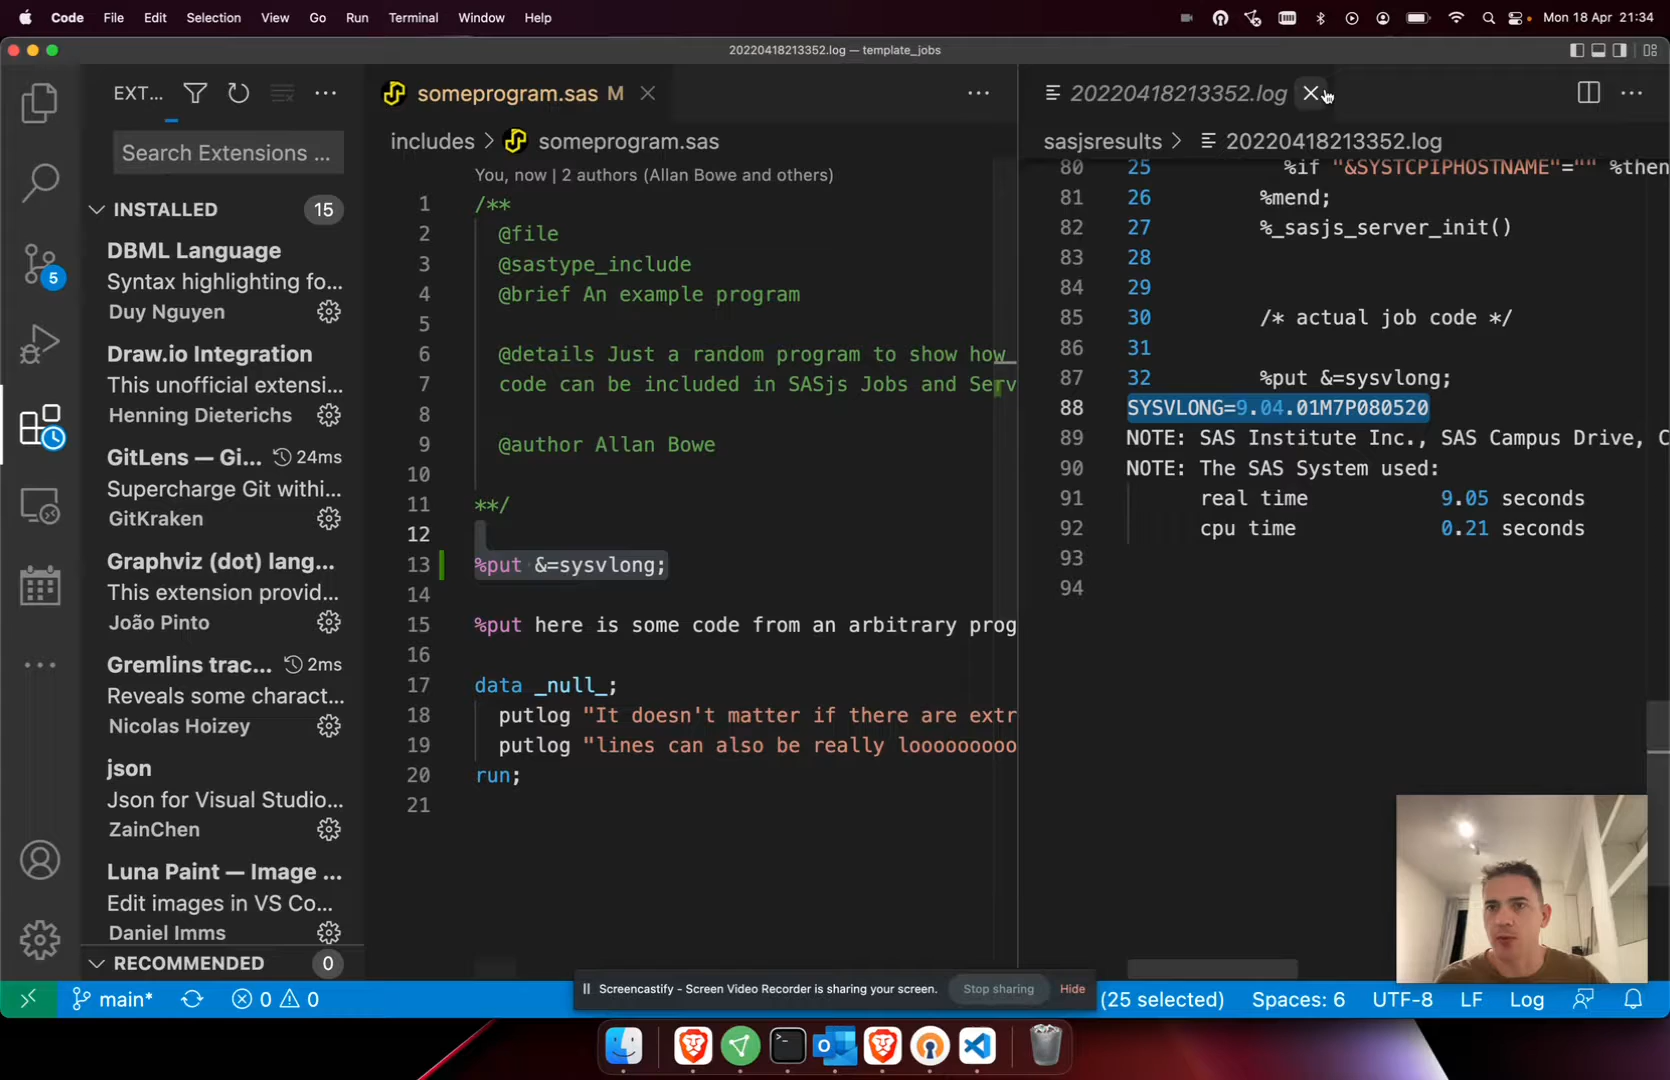 Code File Edit Selection View Go Run Terminal Window Help Mon 18 Apr 21:34
20220418213352.log — template_jobs
EXT...
Search Extensions ...
INSTALLED 15
DBML Language
Syntax highlighting fo...
Duy Nguyen
Draw.io Integration
This unofficial extensi...
Henning Dieterichs
GitLens — Gi... 24ms
Supercharge Git withi...
GitKraken
Graphviz (dot) lang...
This extension provid...
João Pinto
Gremlins trac... 2ms
Reveals some charact...
Nicolas Hoizey
json
Json for Visual Studio...
ZainChen
Luna Paint — Image ...
Edit images in VS Co...
Daniel Imms
RECOMMENDED 0
5
someprogram.sas M
includes > someprogram.sas
You, now | 2 authors (Allan Bowe and others)
1 /**
2 @file
3 @sastype_include
4 @brief An example program
5
6 @details Just a random program to show how
7 code can be included in SASjs Jobs and Serv
8
9 @author Allan Bowe
10
11 **/
12
13 %put &=sysvlong;
14
15 %put here is some code from an arbitrary prog
16
17 data _null_;
18 putlog "It doesn't matter if there are extr
19 putlog "lines can also be really looooooooo
20 run;
21
20220418213352.log
sasjsresults > 20220418213352.log
80 25 %if "&SYSTCPIPHOSTNAME"="" %then
81 26 %mend;
82 27 %_sasjs_server_init()
83 28
84 29
85 30 /* actual job code */
86 31
87 32 %put &=sysvlong;
88 SYSVLONG=9.04.01M7P080520
89 NOTE: SAS Institute Inc., SAS Campus Drive, C
90 NOTE: The SAS System used:
91 real time 9.05 seconds
92 cpu time 0.21 seconds
93
94
main* 0 0
Screencastify - Screen Video Recorder is sharing your screen. Stop sharing Hide
(25 selected) Spaces: 6 UTF-8 LF Log